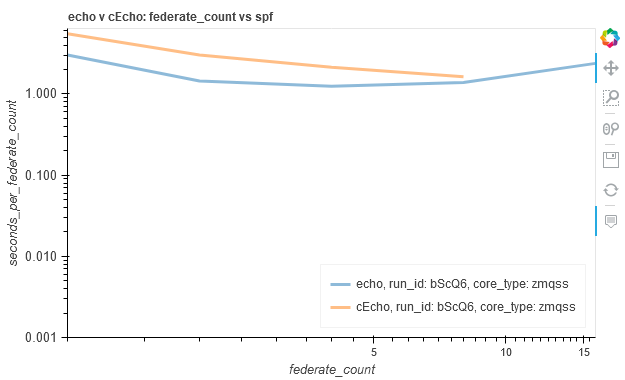 echo v cEcho: federate_count vs spf
seconds_per_federate_count
1.000
0.100
0.010
0.001
echo, run_id: bScQ6, core_type: zmqss
cEcho, run_id: bScQ6, core_type: zmqss
5
10
15
federate_count